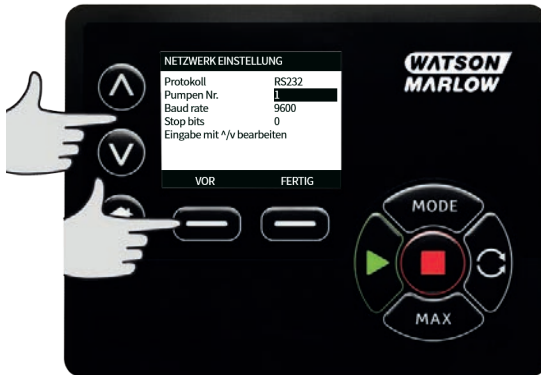 NETZWERK EINSTELLUNG
Protokoll RS232
Pumpen Nr. 1
Baud rate 9600
Stop bits 0
Eingabe mit ^/v bearbeiten
VOR FERTIG
WATSON
MARLOW
MODE
MAX